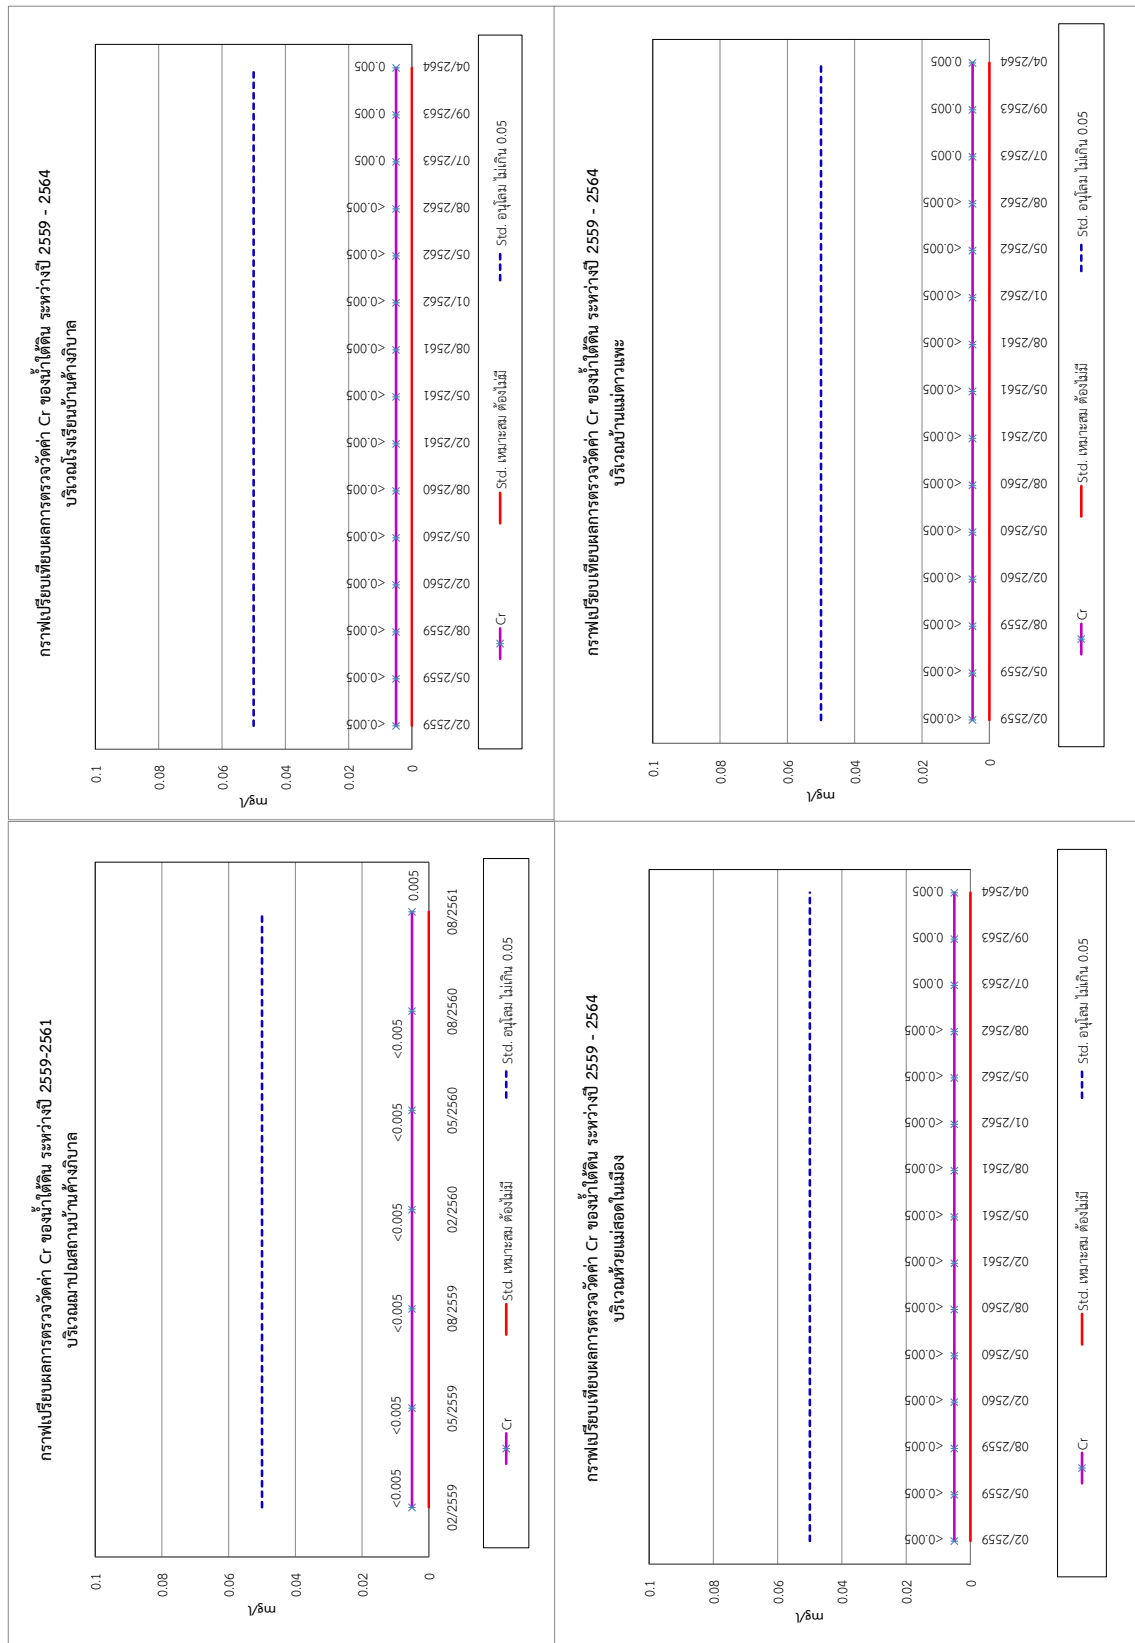 กราฟเปรียบเทียบผลการตรวจวัดค่า Cr ของน้ำใต้ดิน ระหว่างปี 2559-2561
บริเวณฌาปณสถานบ้านค้างภิบาล
mg/l
0.1
0.08
0.06
0.04
0.02
0
<0.005 <0.005 <0.005 <0.005 <0.005 <0.005 0.005
02/2559 05/2559 08/2559 02/2560 05/2560 08/2560 08/2561
Cr Std. เหมาะสม ต้องไม่มี Std. อนุโลม ไม่เกิน 0.05
กราฟเปรียบเทียบผลการตรวจวัดค่า Cr ของน้ำใต้ดิน ระหว่างปี 2559 - 2564
บริเวณโรงเรียนบ้านค้างภิบาล
mg/l
0.1
0.08
0.06
0.04
0.02
0
<0.005 <0.005 <0.005 <0.005 <0.005 <0.005 <0.005 <0.005 <0.005 <0.005 <0.005 <0.005 0.005 0.005 0.005
02/2559 05/2559 08/2559 02/2560 05/2560 08/2560 02/2561 05/2561 08/2561 01/2562 05/2562 08/2562 07/2563 09/2563 04/2564
Cr Std. เหมาะสม ต้องไม่มี Std. อนุโลม ไม่เกิน 0.05
กราฟเปรียบเทียบผลการตรวจวัดค่า Cr ของน้ำใต้ดิน ระหว่างปี 2559 - 2564
บริเวณห้วยแม่สอดในเมือง
mg/l
0.1
0.08
0.06
0.04
0.02
0
<0.005 <0.005 <0.005 <0.005 <0.005 <0.005 <0.005 <0.005 <0.005 <0.005 <0.005 <0.005 0.005 0.005 0.005
02/2559 05/2559 08/2559 02/2560 05/2560 08/2560 02/2561 05/2561 08/2561 01/2562 05/2562 08/2562 07/2563 09/2563 04/2564
Cr Std. เหมาะสม ต้องไม่มี Std. อนุโลม ไม่เกิน 0.05
กราฟเปรียบเทียบผลการตรวจวัดค่า Cr ของน้ำใต้ดิน ระหว่างปี 2559 - 2564
บริเวณบ้านแม่ตาวแพะ
mg/l
0.1
0.08
0.06
0.04
0.02
0
<0.005 <0.005 <0.005 <0.005 <0.005 <0.005 <0.005 <0.005 <0.005 <0.005 <0.005 <0.005 0.005 0.005 0.005
02/2559 05/2559 08/2559 02/2560 05/2560 08/2560 02/2561 05/2561 08/2561 01/2562 05/2562 08/2562 07/2563 09/2563 04/2564
Cr Std. เหมาะสม ต้องไม่มี Std. อนุโลม ไม่เกิน 0.05